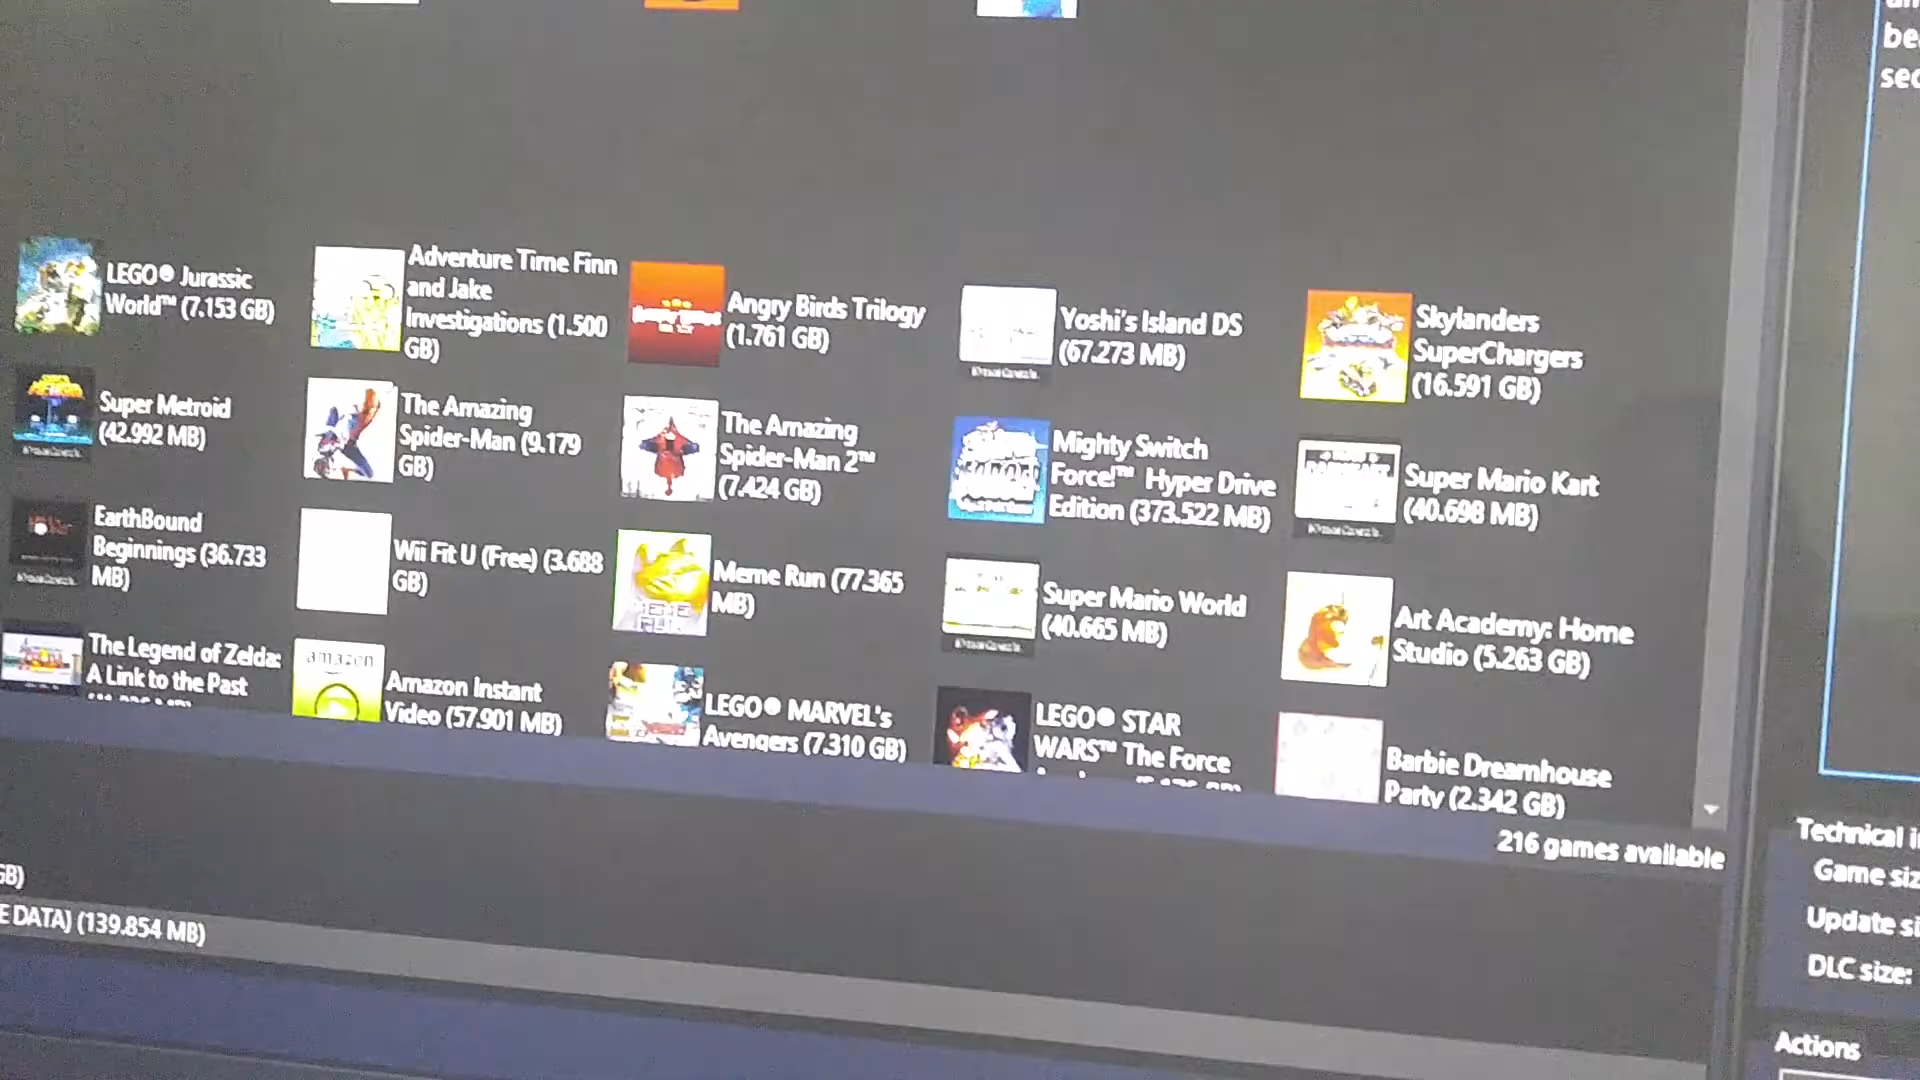 be
LEGO® Jurassic
World™ (7.153 GB)
Adventure Time Finn
and Jake
Investigations (1.500
GB)
Angry Birds Trilogy
(1.761 GB)
Yoshi's Island DS
(67.273 MB)
Skylanders
SuperChargers
(16.591 GB)
Super Metroid
(42.992 MB)
The Amazing
Spider-Man (9.179
GB)
The Amazing
Spider-Man 2™
(7.424 GB)
Mighty Switch
Force!™ Hyper Drive
Edition (373.522 MB)
Super Mario Kart
(40.698 MB)
EarthBound
Beginnings (36.733
MB)
Wii Fit U (Free) (3.688
GB)
MEME
RUN
Meme Run (77.365
MB)
Super Mario World
(40.665 MB)
Art Academy: Home
Studio (5.263 GB)
The Legend of Zelda:
A Link to the Past
amazon
Amazon Instant
Video (57.901 MB)
LEGO® MARVEL's
Avengers (7.310 GB)
LEGO® STAR
WARS™ The Force
Barbie Dreamhouse
Party (2.342 GB)
216 games available
GB)
E DATA) (139.854 MB)
Technical i
Game siz
Update si
DLC size:
Actions